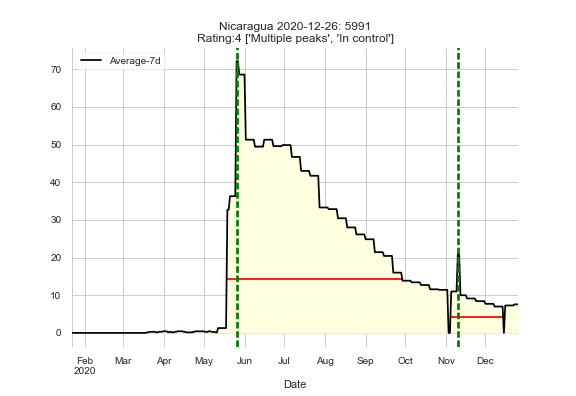 Nicaragua 2020-12-26: 5991
Rating:4 ['Multiple peaks', 'In control']
Average-7d
70
60
50
40
30
20
10
0
Feb Mar Apr May Jun Jul Aug Sep Oct Nov Dec
2020
Date